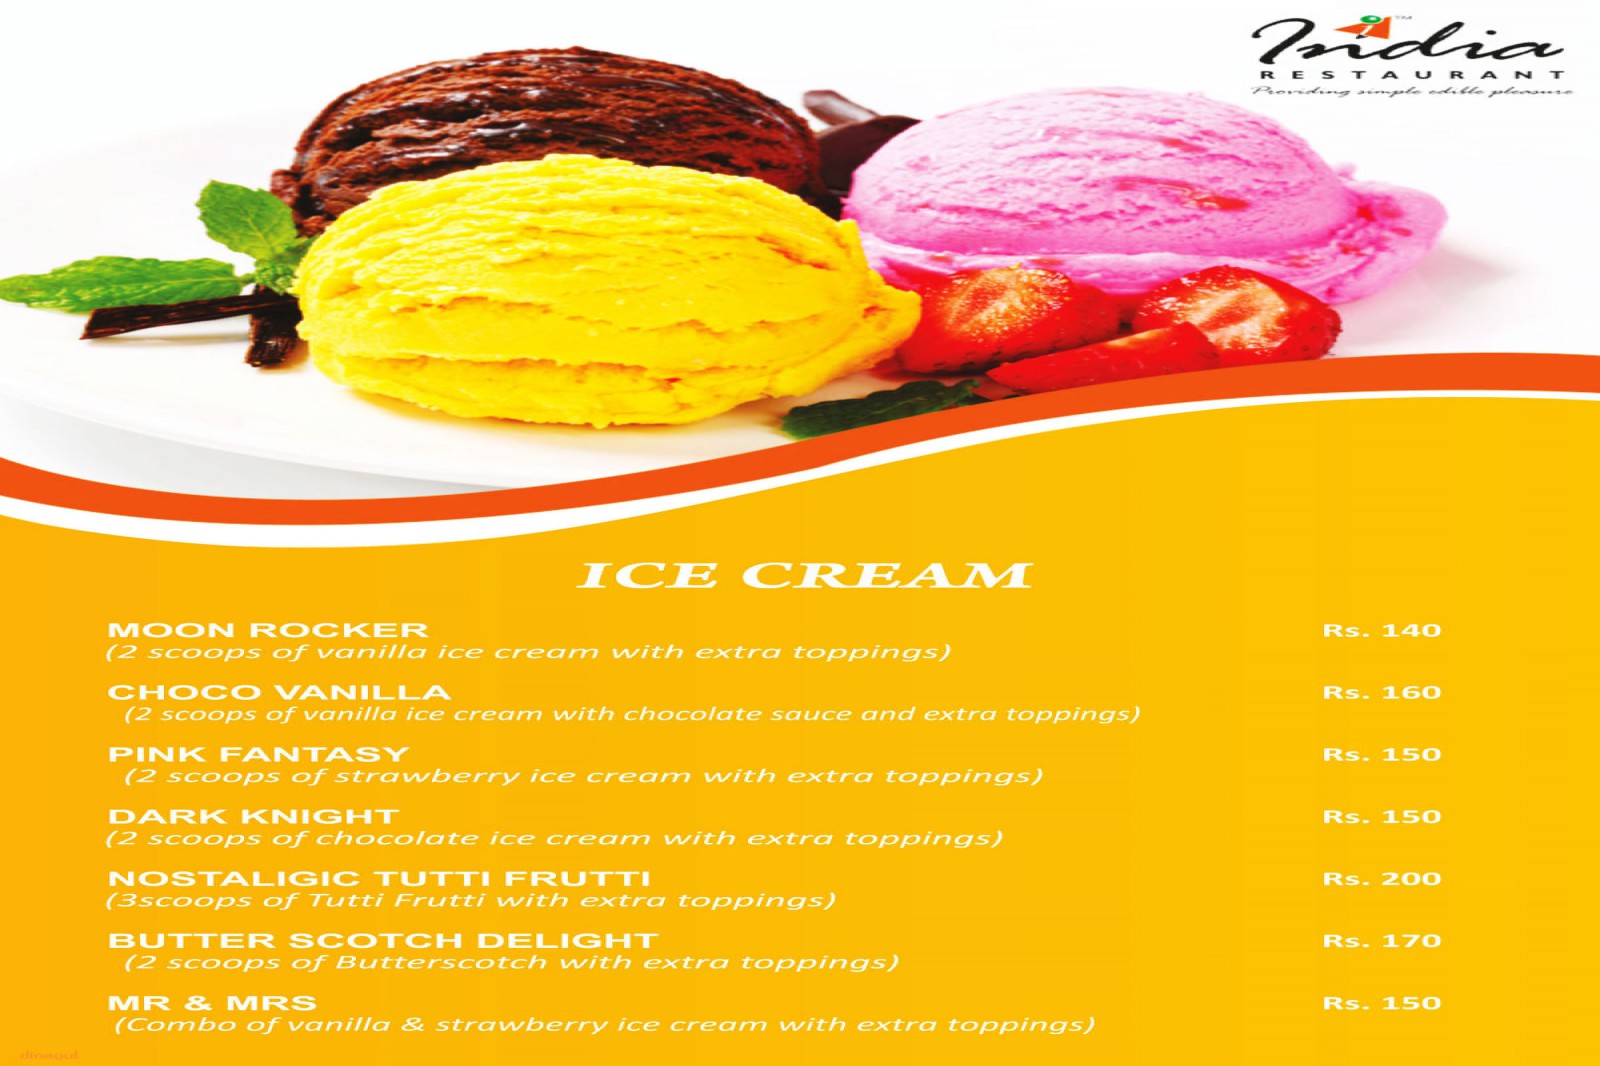 India
TM
RESTAURANT
Providing simple edible pleasure
ICE CREAM
MOON ROCKER Rs. 140
(2 scoops of vanilla ice cream with extra toppings)
CHOCO VANILLA Rs. 160
(2 scoops of vanilla ice cream with chocolate sauce and extra toppings)
PINK FANTASY Rs. 150
(2 scoops of strawberry ice cream with extra toppings)
DARK KNIGHT Rs. 150
(2 scoops of chocolate ice cream with extra toppings)
NOSTALIGIC TUTTI FRUTTI Rs. 200
(3scoops of Tutti Frutti with extra toppings)
BUTTER SCOTCH DELIGHT Rs. 170
(2 scoops of Butterscotch with extra toppings)
MR & MRS Rs. 150
(Combo of vanilla & strawberry ice cream with extra toppings)